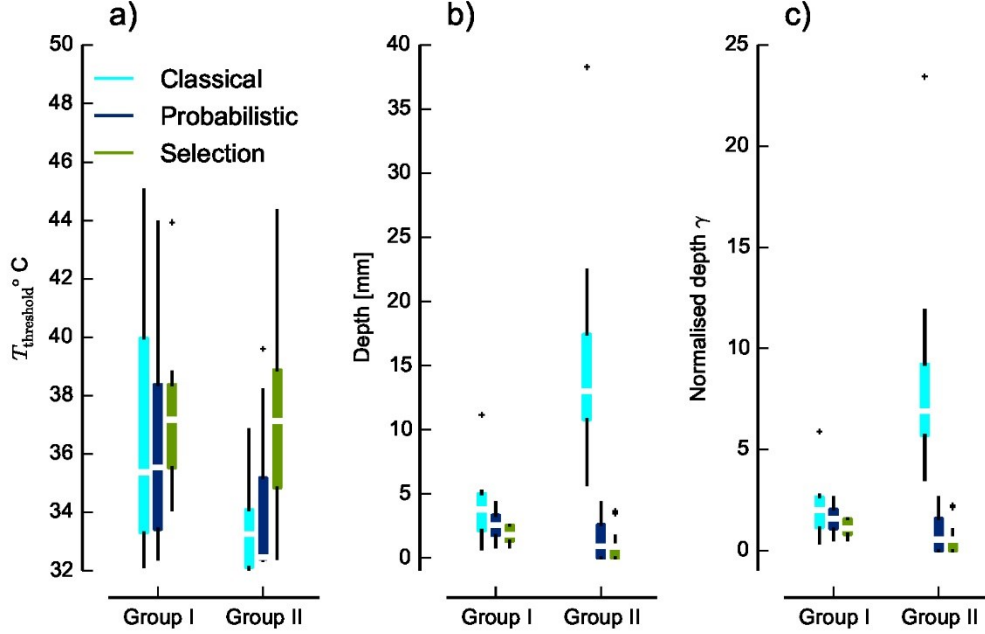 a)
50
48
46
44
42
40
38
36
34
32
T_threshold° C
Classical
Probabilistic
Selection
Group I
Group II
b)
40
35
30
25
20
15
10
5
0
Depth [mm]
Group I
Group II
c)
25
20
15
10
5
0
Normalised depth γ
Group I
Group II